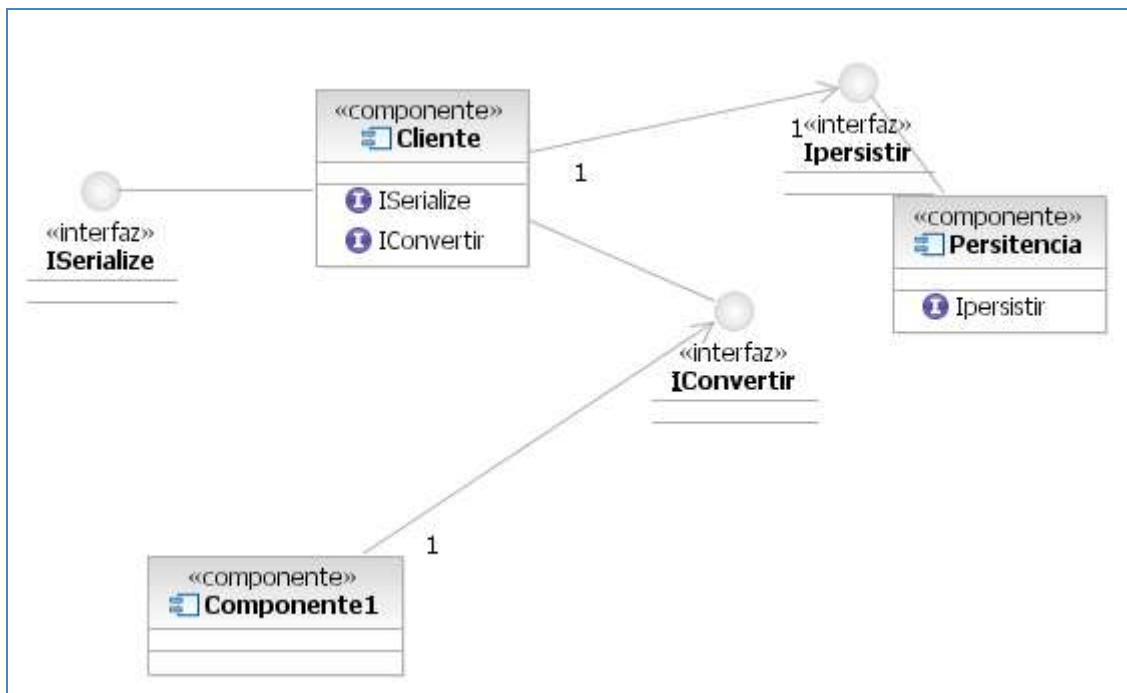 «componente»
Cliente
ISerialize
IConvertir
«interfaz»
ISerialize
1
1
«interfaz»
Ipersistir
«componente»
Persitencia
Ipersistir
«interfaz»
IConvertir
1
«componente»
Componente1